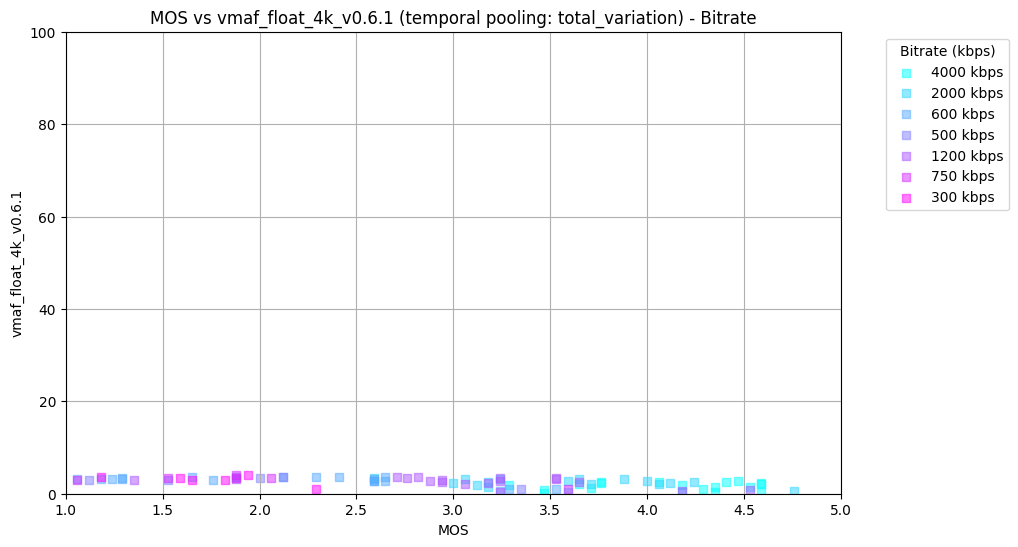 MOS vs vmaf_float_4k_v0.6.1 (temporal pooling: total_variation) - Bitrate
vmaf_float_4k_v0.6.1
100
80
60
40
20
0
1.0 1.5 2.0 2.5 3.0 3.5 4.0 4.5 5.0
MOS
Bitrate (kbps)
4000 kbps
2000 kbps
600 kbps
500 kbps
1200 kbps
750 kbps
300 kbps